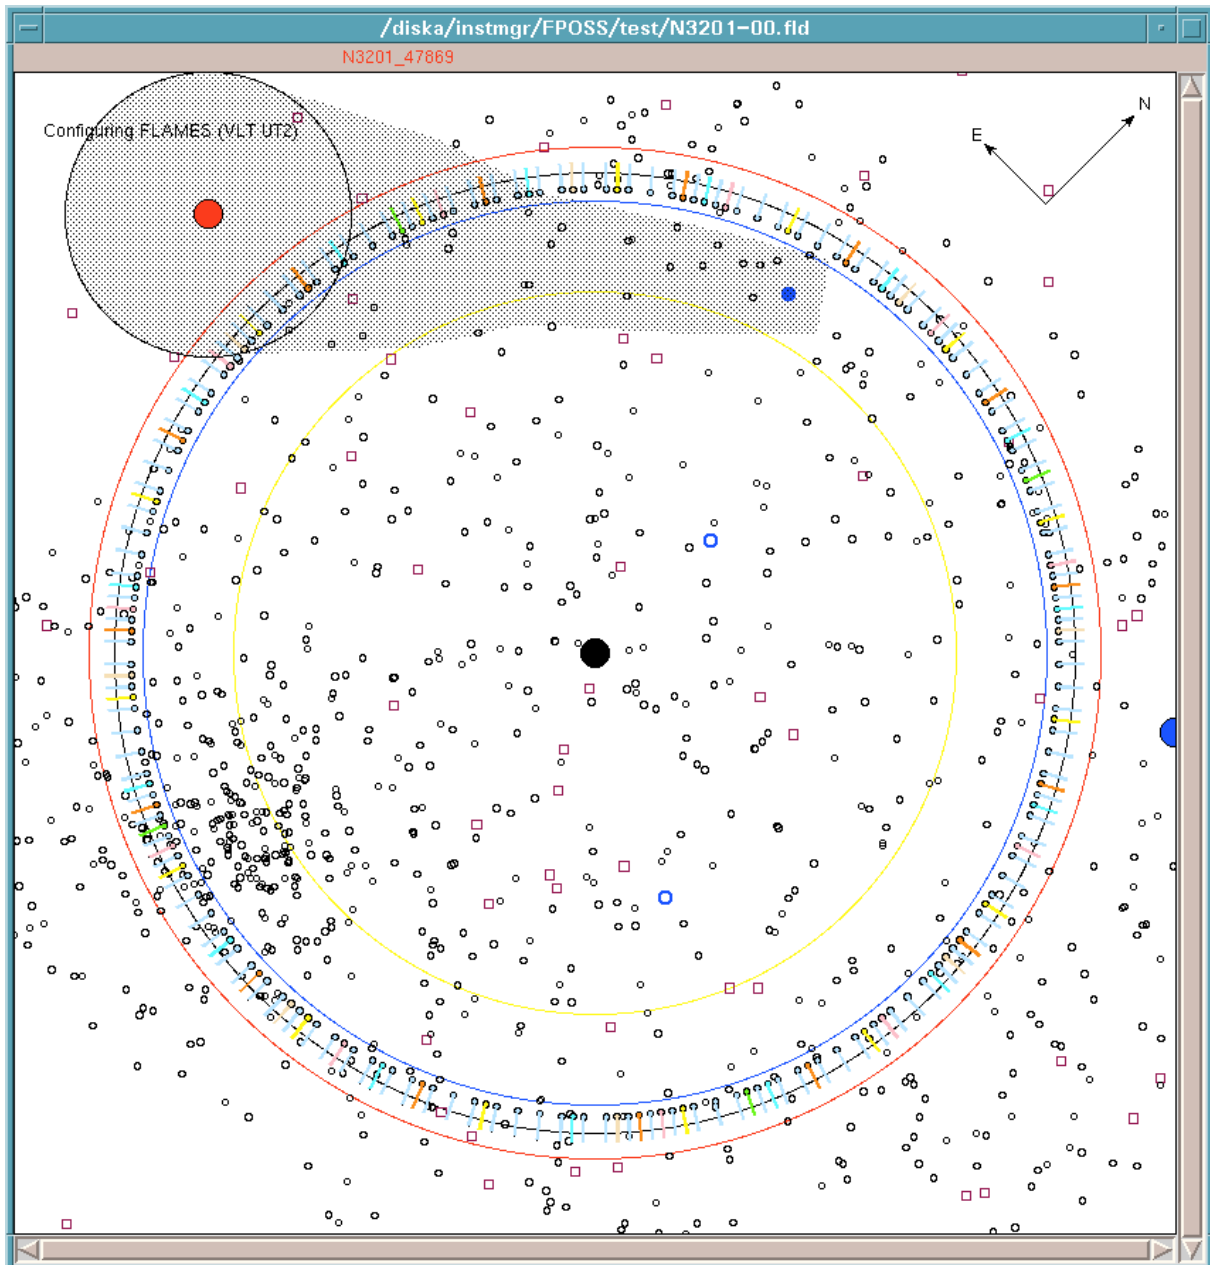 /diska/instmgr/FPOSS/test/N3201-00.fld
N3201_47869
Configuring FLAMES (VLT UT2)
N
E